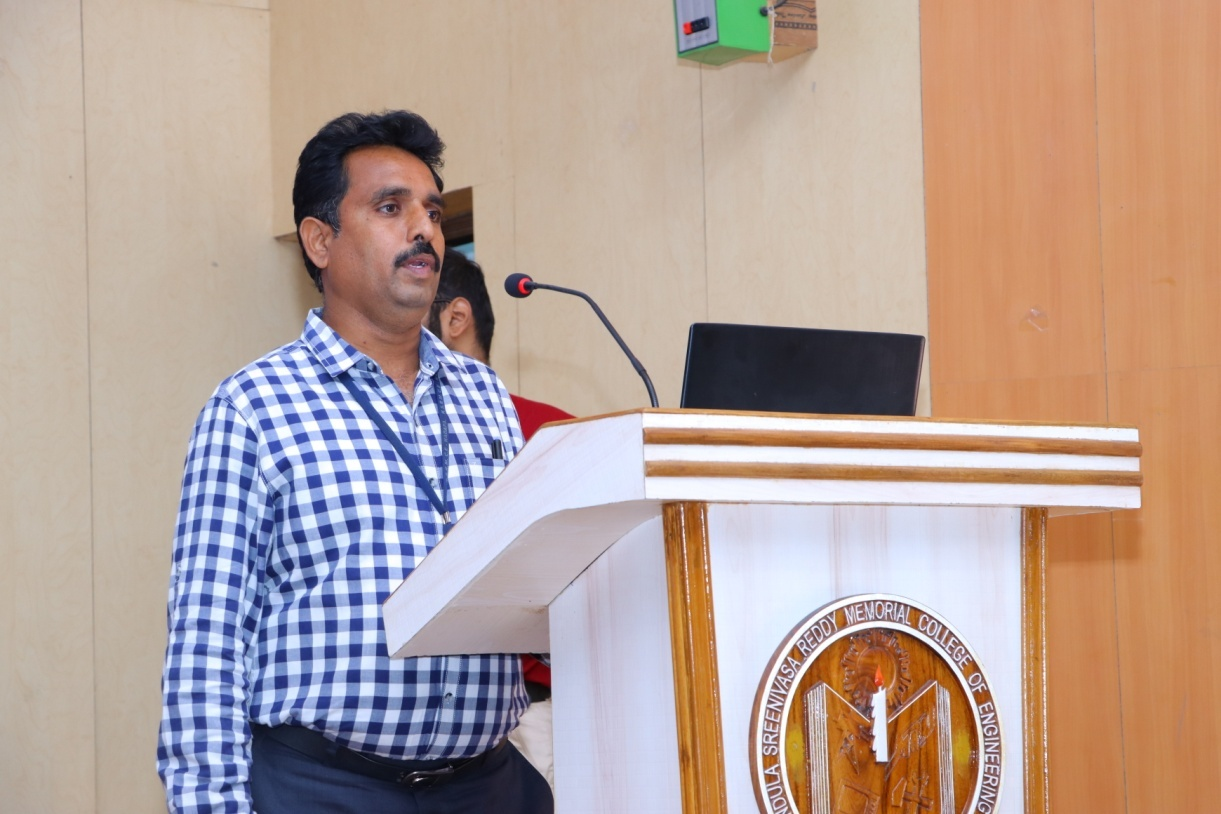 NDULA SREENIVASA REDDY MEMORIAL COLLEGE OF ENGINEERING